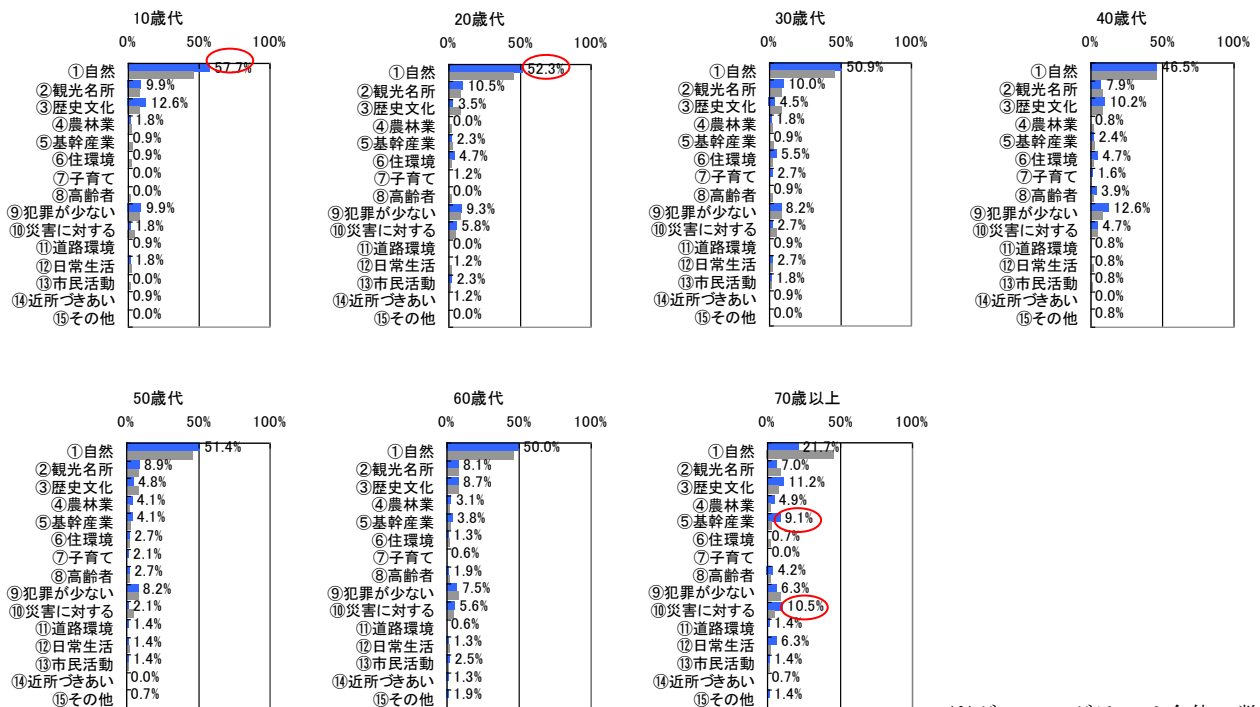 10歳代
0% 50% 100%
①自然 57.7%
②観光名所 9.9%
③歴史文化 12.6%
④農林業 1.8%
⑤基幹産業 0.9%
⑥住環境 0.9%
⑦子育て 0.0%
⑧高齢者 0.0%
⑨犯罪が少ない 9.9%
⑩災害に対する 1.8%
⑪道路環境 0.9%
⑫日常生活 1.8%
⑬市民活動 0.0%
⑭近所づきあい 0.9%
⑮その他 0.0%
20歳代
0% 50% 100%
①自然 52.3%
②観光名所 10.5%
③歴史文化 3.5%
④農林業 0.0%
⑤基幹産業 2.3%
⑥住環境 4.7%
⑦子育て 1.2%
⑧高齢者 0.0%
⑨犯罪が少ない 9.3%
⑩災害に対する 5.8%
⑪道路環境 0.0%
⑫日常生活 1.2%
⑬市民活動 2.3%
⑭近所づきあい 1.2%
⑮その他 0.0%
30歳代
0% 50% 100%
①自然 50.9%
②観光名所 10.0%
③歴史文化 4.5%
④農林業 1.8%
⑤基幹産業 0.9%
⑥住環境 5.5%
⑦子育て 2.7%
⑧高齢者 0.9%
⑨犯罪が少ない 8.2%
⑩災害に対する 2.7%
⑪道路環境 0.9%
⑫日常生活 2.7%
⑬市民活動 1.8%
⑭近所づきあい 0.9%
⑮その他 0.0%
40歳代
0% 50% 100%
①自然 46.5%
②観光名所 7.9%
③歴史文化 10.2%
④農林業 0.8%
⑤基幹産業 2.4%
⑥住環境 4.7%
⑦子育て 1.6%
⑧高齢者 3.9%
⑨犯罪が少ない 12.6%
⑩災害に対する 4.7%
⑪道路環境 0.8%
⑫日常生活 0.8%
⑬市民活動 0.8%
⑭近所づきあい 0.0%
⑮その他 0.8%
50歳代
0% 50% 100%
①自然 51.4%
②観光名所 8.9%
③歴史文化 4.8%
④農林業 4.1%
⑤基幹産業 4.1%
⑥住環境 2.7%
⑦子育て 2.1%
⑧高齢者 2.7%
⑨犯罪が少ない 8.2%
⑩災害に対する 2.1%
⑪道路環境 1.4%
⑫日常生活 1.4%
⑬市民活動 1.4%
⑭近所づきあい 0.0%
⑮その他 0.7%
60歳代
0% 50% 100%
①自然 50.0%
②観光名所 8.1%
③歴史文化 8.7%
④農林業 3.1%
⑤基幹産業 3.8%
⑥住環境 1.3%
⑦子育て 0.6%
⑧高齢者 1.9%
⑨犯罪が少ない 7.5%
⑩災害に対する 5.6%
⑪道路環境 0.6%
⑫日常生活 1.3%
⑬市民活動 2.5%
⑭近所づきあい 1.3%
⑮その他 1.9%
70歳以上
0% 50% 100%
①自然 21.7%
②観光名所 7.0%
③歴史文化 11.2%
④農林業 4.9%
⑤基幹産業 9.1%
⑥住環境 0.7%
⑦子育て 0.0%
⑧高齢者 4.2%
⑨犯罪が少ない 6.3%
⑩災害に対する 10.5%
⑪道路環境 1.4%
⑫日常生活 6.3%
⑬市民活動 1.4%
⑭近所づきあい 0.7%
⑮その他 1.4%